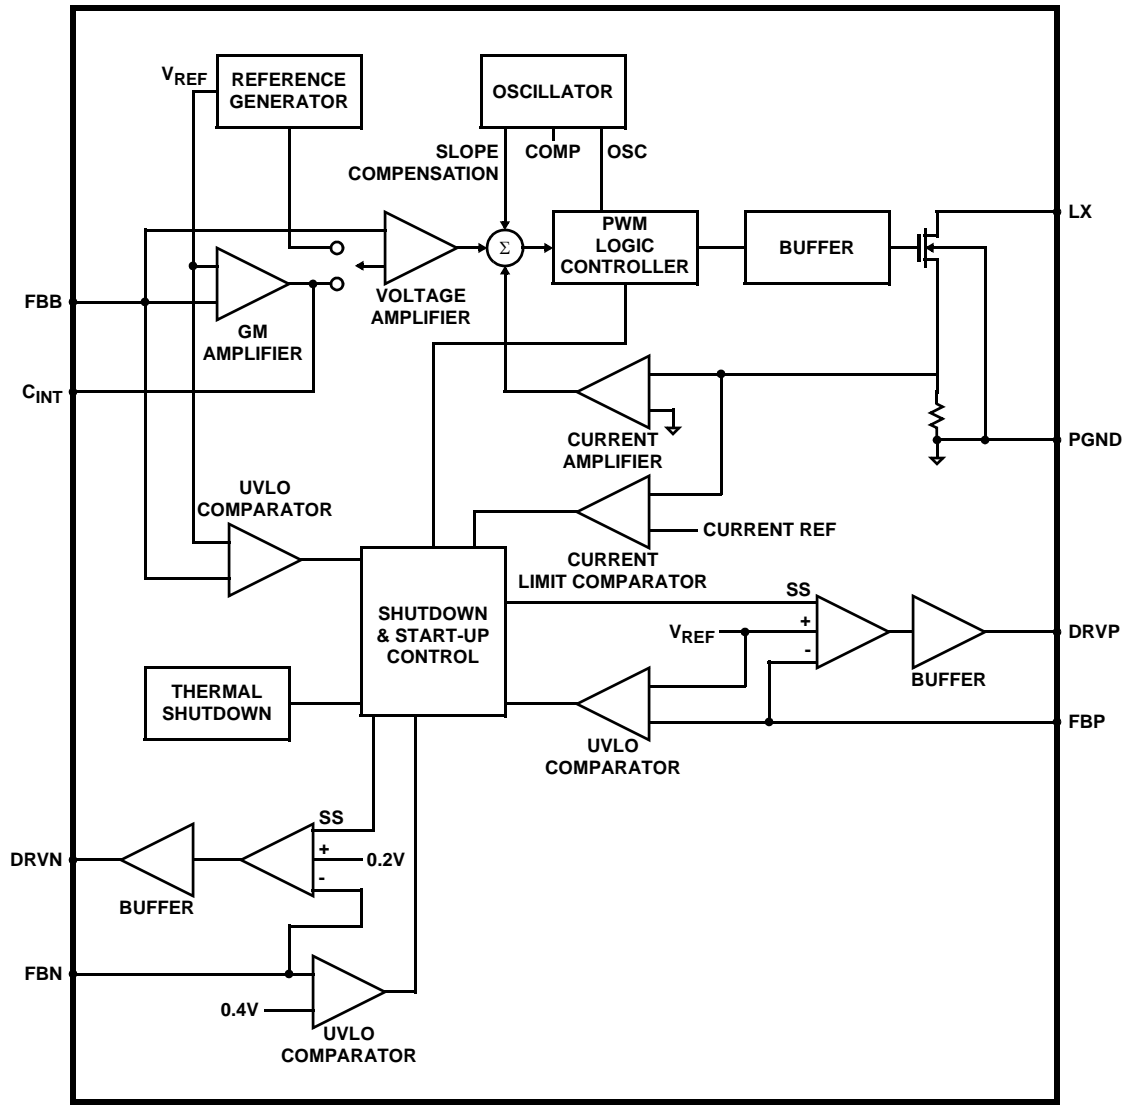 VREF
REFERENCE
GENERATOR
OSCILLATOR
SLOPE
COMPENSATION
COMP
OSC
LX
PWM
LOGIC
CONTROLLER
BUFFER
Σ
FBB
VOLTAGE
AMPLIFIER
GM
AMPLIFIER
CINT
CURRENT
AMPLIFIER
PGND
UVLO
COMPARATOR
CURRENT REF
CURRENT
LIMIT COMPARATOR
SHUTDOWN
& START-UP
CONTROL
SS
VREF
+
-
DRVP
BUFFER
THERMAL
SHUTDOWN
FBP
UVLO
COMPARATOR
SS
+
0.2V
-
DRVN
BUFFER
FBN
0.4V
UVLO
COMPARATOR